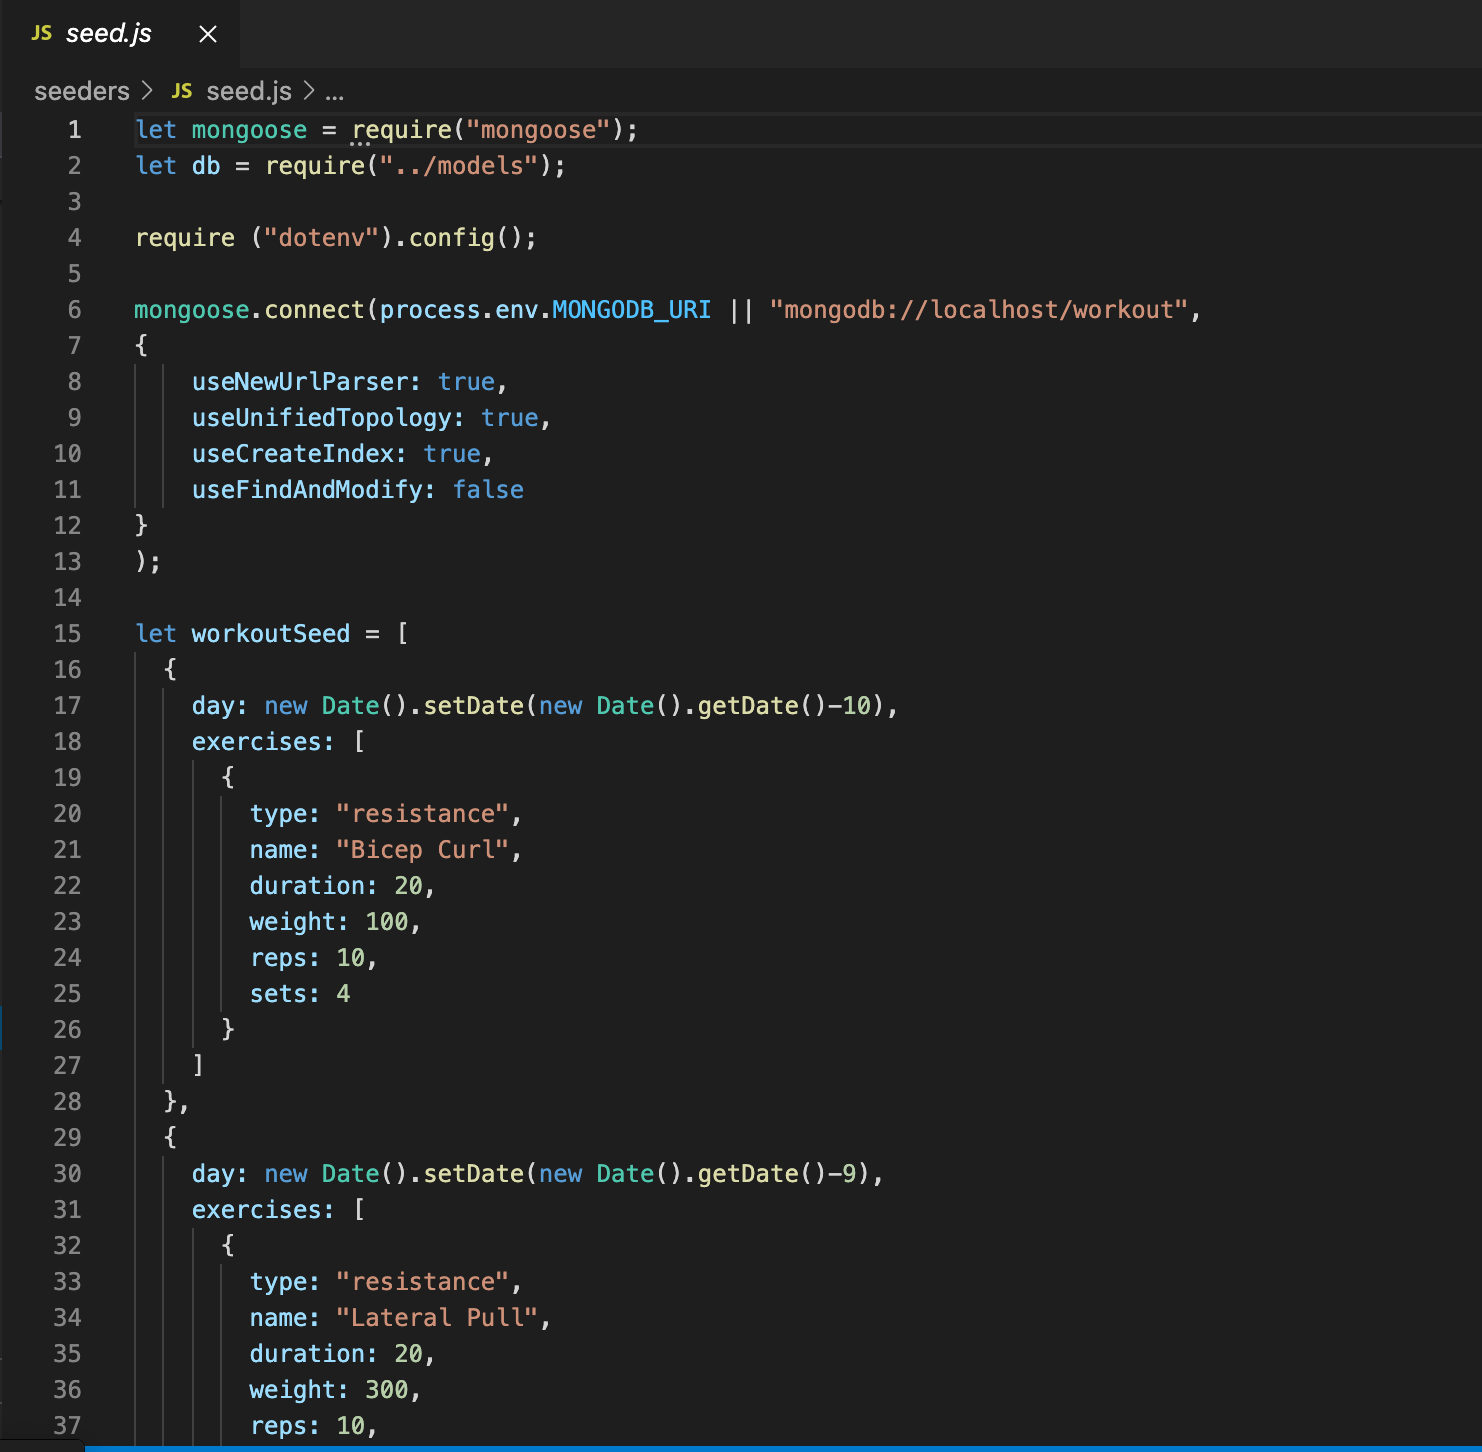 JS seed.js ×
seeders > JS seed.js > ...
1 let mongoose = require("mongoose");
2 let db = require("../models");
3
4 require ("dotenv").config();
5
6 mongoose.connect(process.env.MONGODB_URI || "mongodb://localhost/workout",
7 {
8     useNewUrlParser: true,
9     useUnifiedTopology: true,
10     useCreateIndex: true,
11     useFindAndModify: false
12 }
13 );
14
15 let workoutSeed = [
16   {
17     day: new Date().setDate(new Date().getDate()-10),
18     exercises: [
19       {
20         type: "resistance",
21         name: "Bicep Curl",
22         duration: 20,
23         weight: 100,
24         reps: 10,
25         sets: 4
26       }
27     ]
28   },
29   {
30     day: new Date().setDate(new Date().getDate()-9),
31     exercises: [
32       {
33         type: "resistance",
34         name: "Lateral Pull",
35         duration: 20,
36         weight: 300,
37         reps: 10,